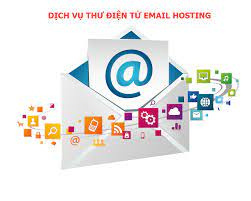 DỊCH VỤ THƯ ĐIỆN TỬ EMAIL HOSTING
@